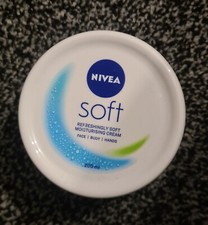 NIVEA
soft
REFRESHINGLY SOFT
MOISTURISING CREAM
FACE | BODY | HANDS
200 ml